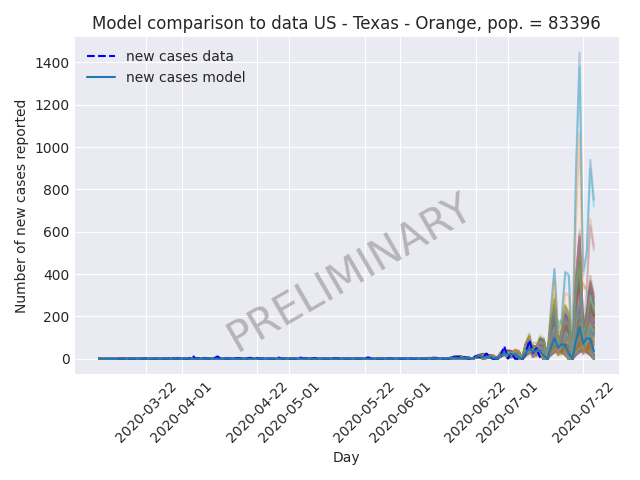 Model comparison to data US - Texas - Orange, pop. = 83396
new cases data
new cases model
Number of new cases reported
1400
1200
1000
800
600
400
200
0
PRELIMINARY
2020-03-22
2020-04-01
2020-04-22
2020-05-01
2020-05-22
2020-06-01
2020-06-22
2020-07-01
2020-07-22
Day